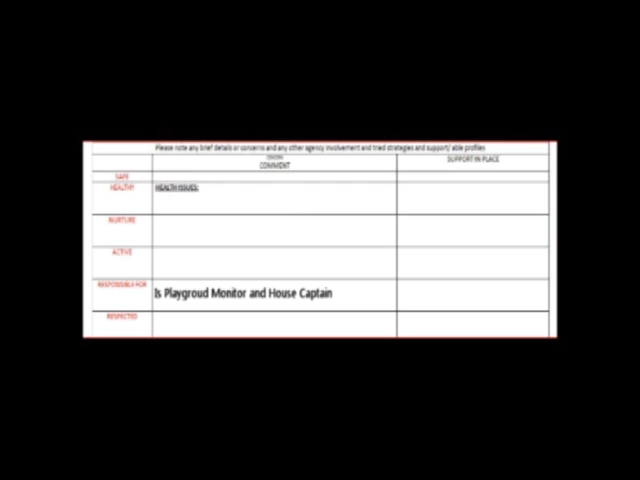 Please note any brief details or concerns and any other agency involvement and tried strategies and support/ able profiles
COMMENT
SUPPORT IN PLACE
SAFE
HEALTHY
HEALTH ISSUES:
NURTURE
ACTIVE
RESPONSIBLE FOR
Is Playgroud Monitor and House Captain
RESPECTED